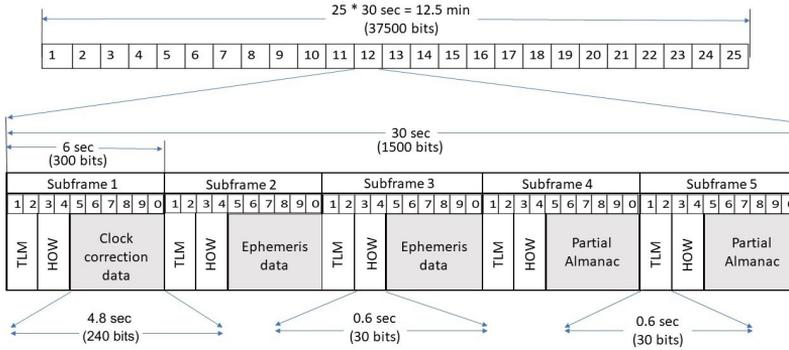 25 * 30 sec = 12.5 min
(37500 bits)
1 2 3 4 5 6 7 8 9 10 11 12 13 14 15 16 17 18 19 20 21 22 23 24 25
30 sec
(1500 bits)
6 sec
(300 bits)
Subframe 1 Subframe 2 Subframe 3 Subframe 4 Subframe 5
1 2 3 4 5 6 7 8 9 0 1 2 3 4 5 6 7 8 9 0 1 2 3 4 5 6 7 8 9 0 1 2 3 4 5 6 7 8 9 0 1 2 3 4 5 6 7 8 9
TLM HOW Clock correction data TLM HOW Ephemeris data TLM HOW Ephemeris data TLM HOW Partial Almanac TLM HOW Partial Almanac
4.8 sec
(240 bits)
0.6 sec
(30 bits)
0.6 sec
(30 bits)